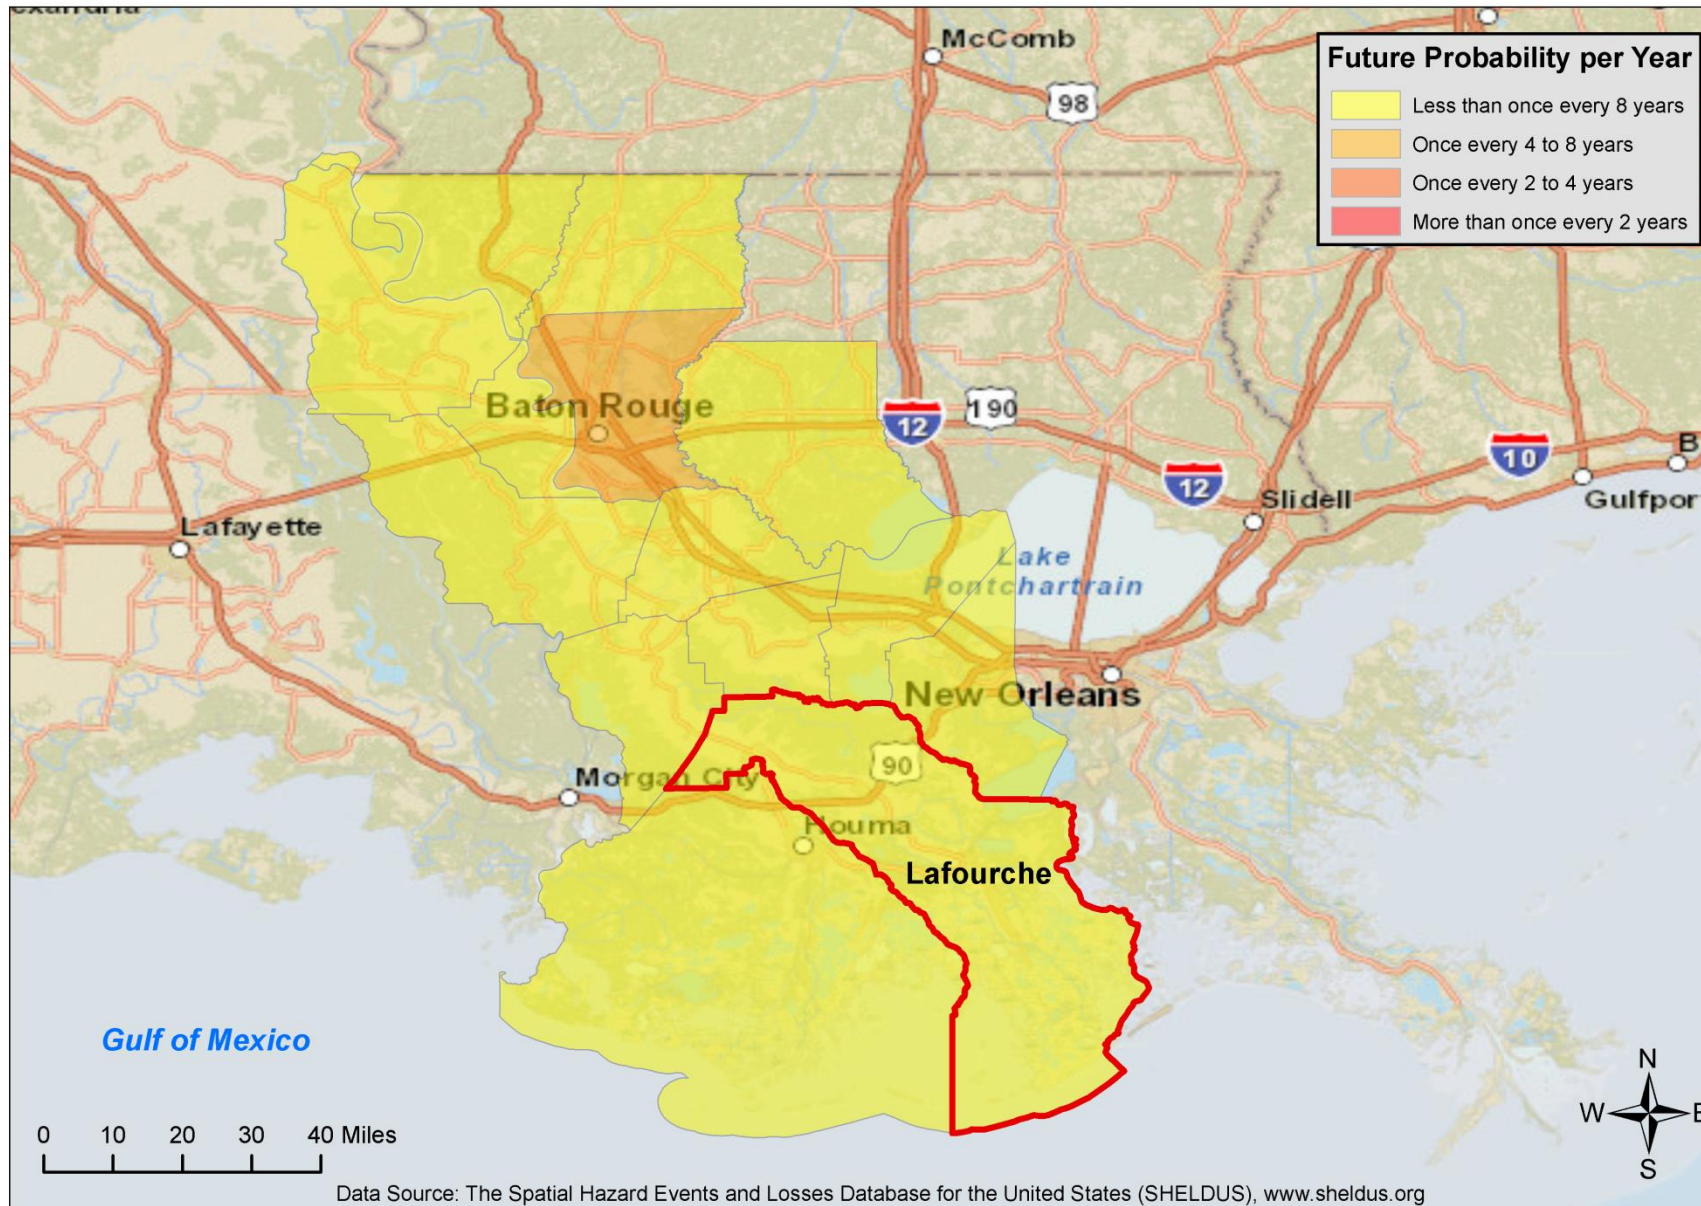 McComb
98
Future Probability per Year
Less than once every 8 years
Once every 4 to 8 years
Once every 2 to 4 years
More than once every 2 years
Baton Rouge
190
12
12
10
Slidell
Gulfpor
B
Lafayette
Lake
Pontchartrain
New Orleans
90
Morgan City
Houma
Lafourche
Gulf of Mexico
N
W
E
S
0 10 20 30 40 Miles
Data Source: The Spatial Hazard Events and Losses Database for the United States (SHELDUS), www.sheldus.org